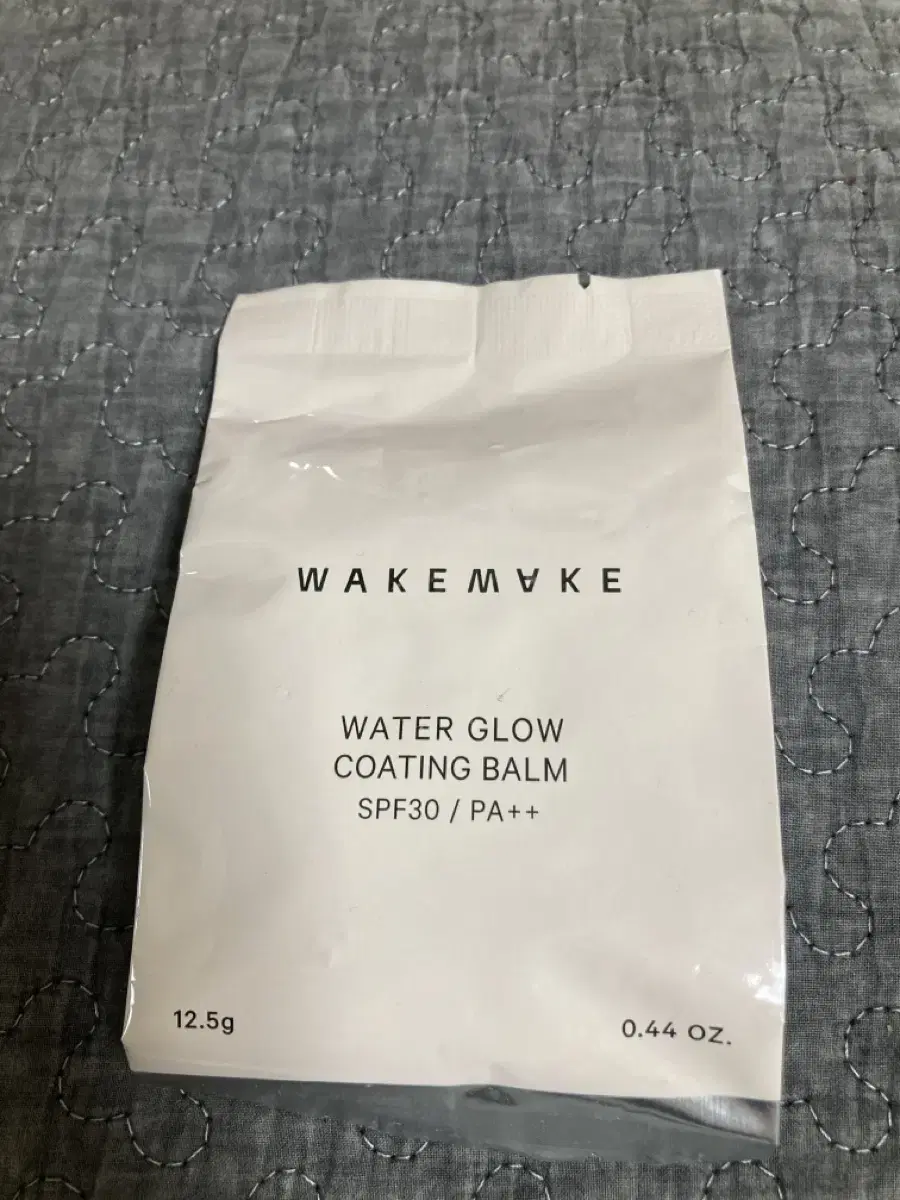 WAKEMAKE
WATER GLOW
COATING BALM
SPF30 / PA++
12.5g
0.44 OZ.